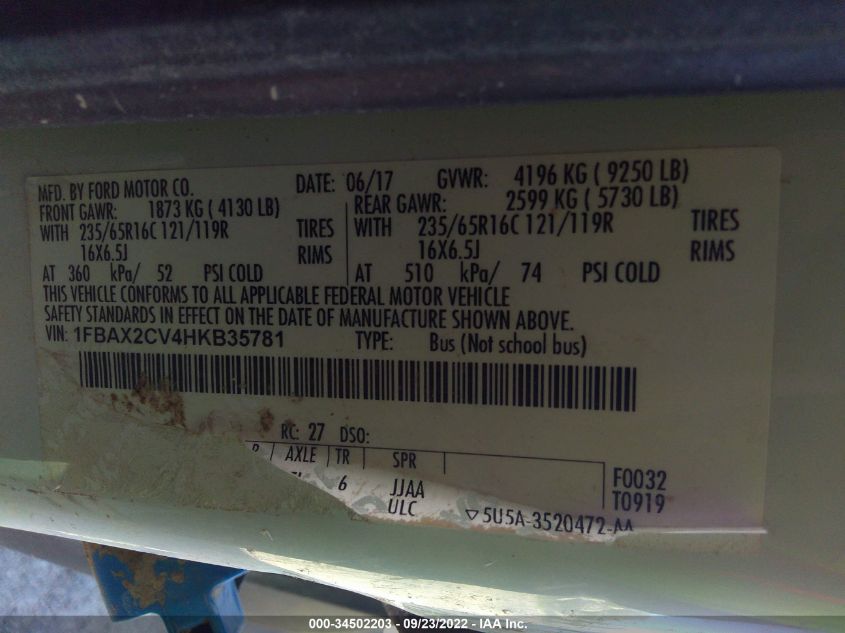 MFD. BY FORD MOTOR CO. DATE: 06/17 GVWR: 4196 KG ( 9250 LB)
FRONT GAWR: 1873 KG ( 4130 LB) REAR GAWR: 2599 KG ( 5730 LB)
WITH 235/65R16C 121/119R TIRES WITH 235/65R16C 121/119R TIRES
16X6.5J RIMS 16X6.5J RIMS
AT 360 kPa/ 52 PSI COLD AT 510 kPa/ 74 PSI COLD
THIS VEHICLE CONFORMS TO ALL APPLICABLE FEDERAL MOTOR VEHICLE
SAFETY STANDARDS IN EFFECT ON THE DATE OF MANUFACTURE SHOWN ABOVE.
VIN: 1FBAX2CV4HKB35781 TYPE: Bus (Not school bus)
RC: 27 DSO:
AXLE TR SPR
6 JJAA F0032
ULC T0919
▽5U5A-3520472-AA
000-34502203 - 09/23/2022 - IAA Inc.